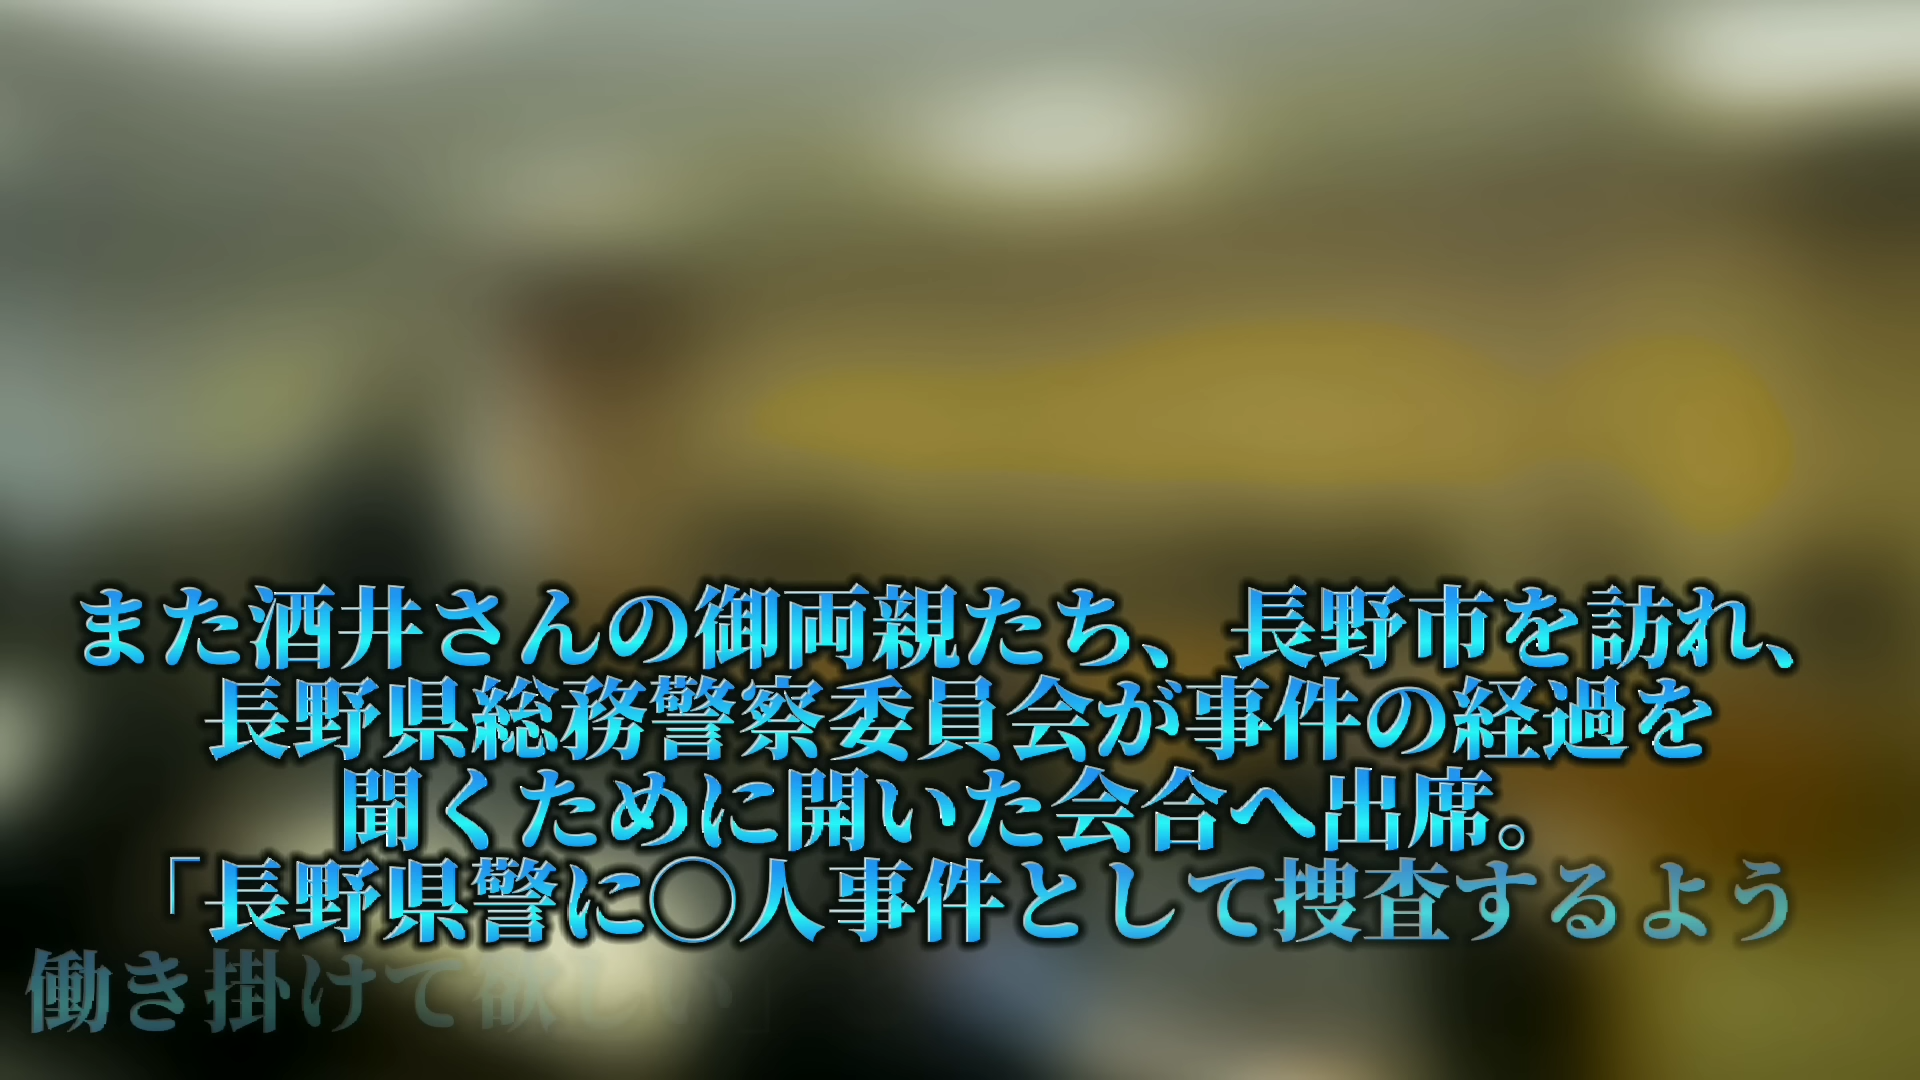 また酒井さんの御両親たち、長野市を訪れ、
長野県総務警察委員会が事件の経過を
聞くために開いた会合へ出席。
「長野県警に◯人事件として捜査するよう
働き掛けて欲しい」